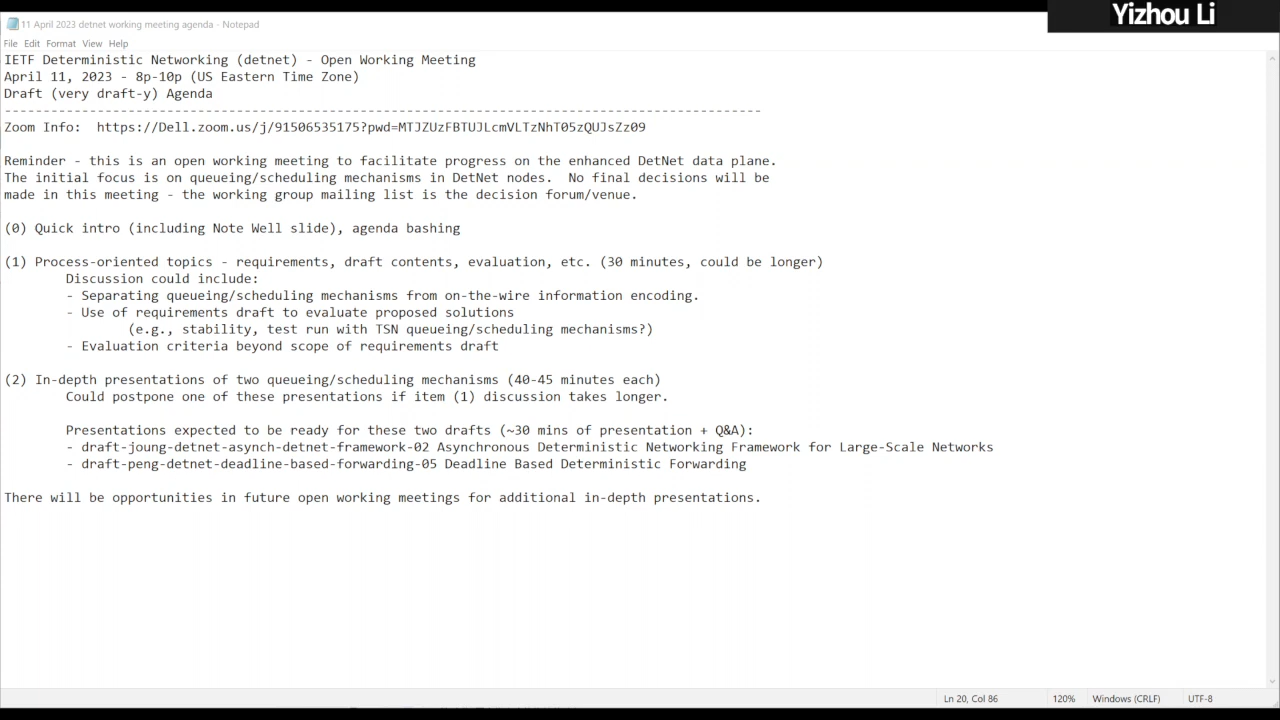 Yizhou Li
11 April 2023 detnet working meeting agenda - Notepad
File Edit Format View Help
IETF Deterministic Networking (detnet) - Open Working Meeting
April 11, 2023 - 8p-10p (US Eastern Time Zone)
Draft (very draft-y) Agenda
--------------------------------------------------------------------------------------------------
Zoom Info:  https://Dell.zoom.us/j/91506535175?pwd=MTJZUzFBTUJLcmVLTzNhT05zQUJsZz09
Reminder - this is an open working meeting to facilitate progress on the enhanced DetNet data plane.
The initial focus is on queueing/scheduling mechanisms in DetNet nodes.  No final decisions will be
made in this meeting - the working group mailing list is the decision forum/venue.
(0) Quick intro (including Note Well slide), agenda bashing
(1) Process-oriented topics - requirements, draft contents, evaluation, etc. (30 minutes, could be longer)
Discussion could include:
- Separating queueing/scheduling mechanisms from on-the-wire information encoding.
- Use of requirements draft to evaluate proposed solutions
(e.g., stability, test run with TSN queueing/scheduling mechanisms?)
- Evaluation criteria beyond scope of requirements draft
(2) In-depth presentations of two queueing/scheduling mechanisms (40-45 minutes each)
Could postpone one of these presentations if item (1) discussion takes longer.
Presentations expected to be ready for these two drafts (~30 mins of presentation + Q&A):
- draft-joung-detnet-asynch-detnet-framework-02 Asynchronous Deterministic Networking Framework for Large-Scale Networks
- draft-peng-detnet-deadline-based-forwarding-05 Deadline Based Deterministic Forwarding
There will be opportunities in future open working meetings for additional in-depth presentations.
Ln 20, Col 86 120% Windows (CRLF) UTF-8